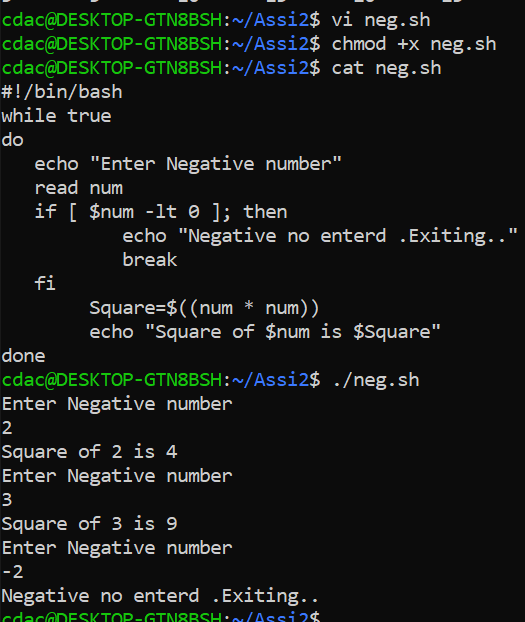 cdac@DESKTOP-GTN8BSH:~/Assi2$ vi neg.sh
cdac@DESKTOP-GTN8BSH:~/Assi2$ chmod +x neg.sh
cdac@DESKTOP-GTN8BSH:~/Assi2$ cat neg.sh
#!/bin/bash
while true
do
   echo "Enter Negative number"
   read num
   if [ $num -lt 0 ]; then
           echo "Negative no enterd .Exiting.."
           break
   fi
        Square=$((num * num))
        echo "Square of $num is $Square"
done
cdac@DESKTOP-GTN8BSH:~/Assi2$ ./neg.sh
Enter Negative number
2
Square of 2 is 4
Enter Negative number
3
Square of 3 is 9
Enter Negative number
-2
Negative no enterd .Exiting..
cdac@DESKTOP-GTN8BSH:~/Assi2$